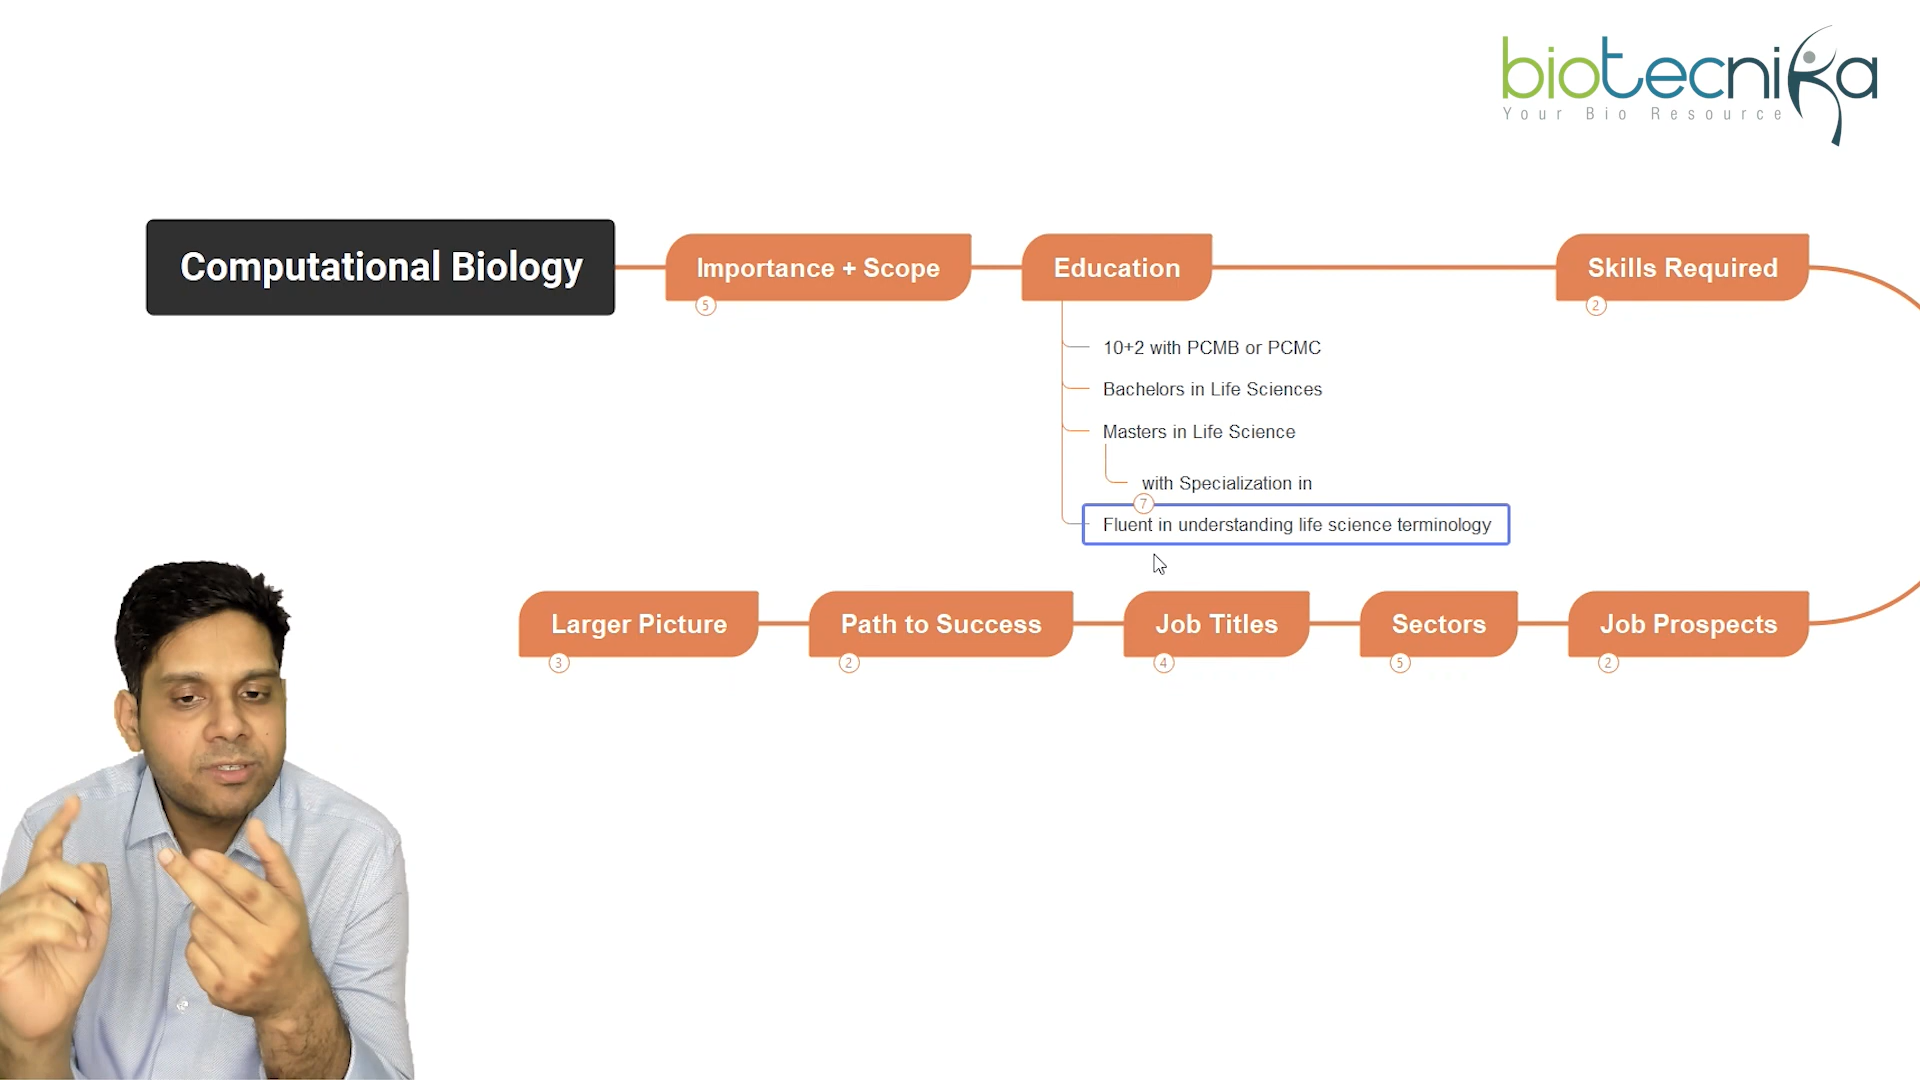 biotecnika
Your Bio Resource
Computational Biology
Importance + Scope
5
Education
Skills Required
2
10+2 with PCMB or PCMC
Bachelors in Life Sciences
Masters in Life Science
with Specialization in
7
Fluent in understanding life science terminology
Larger Picture
3
Path to Success
2
Job Titles
4
Sectors
5
Job Prospects
2